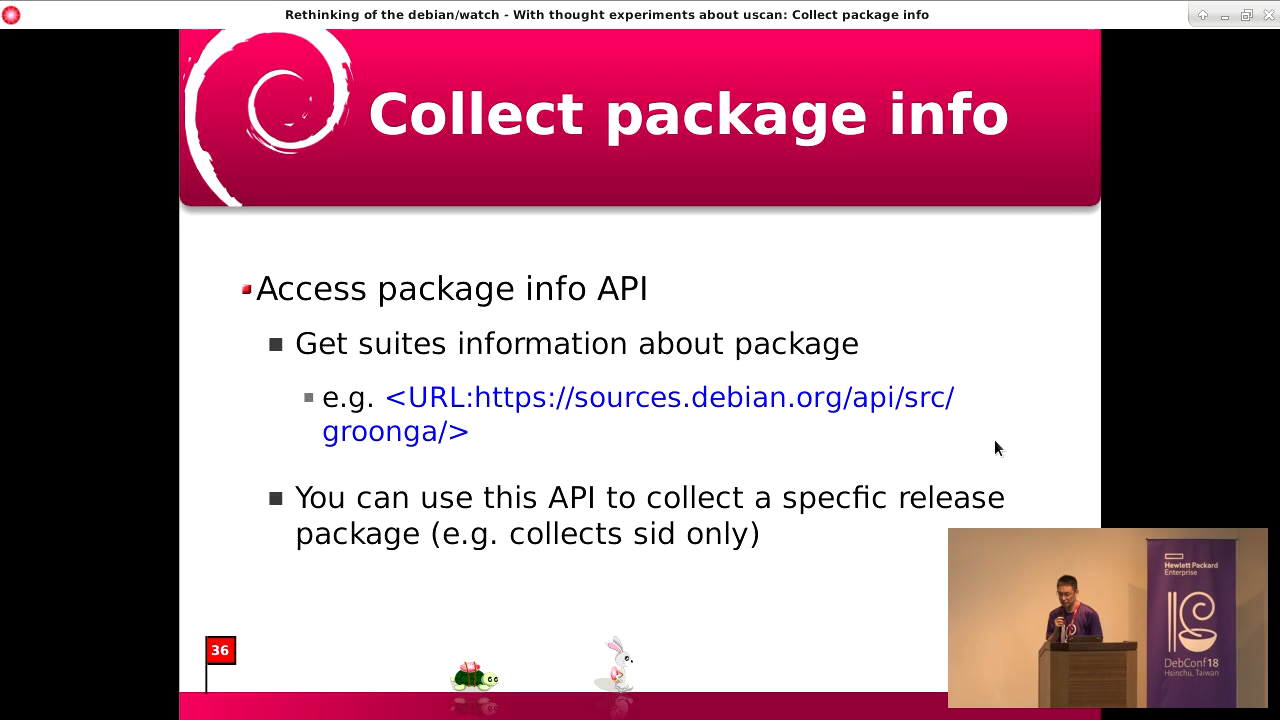 Rethinking of the debian/watch - With thought experiments about uscan: Collect package info
Collect package info
Access package info API
Get suites information about package
e.g. <URL:https://sources.debian.org/api/src/
groonga/>
You can use this API to collect a specfic release
package (e.g. collects sid only)
36
Hewlett Packard
Enterprise
DebConf18
Hsinchu, Taiwan